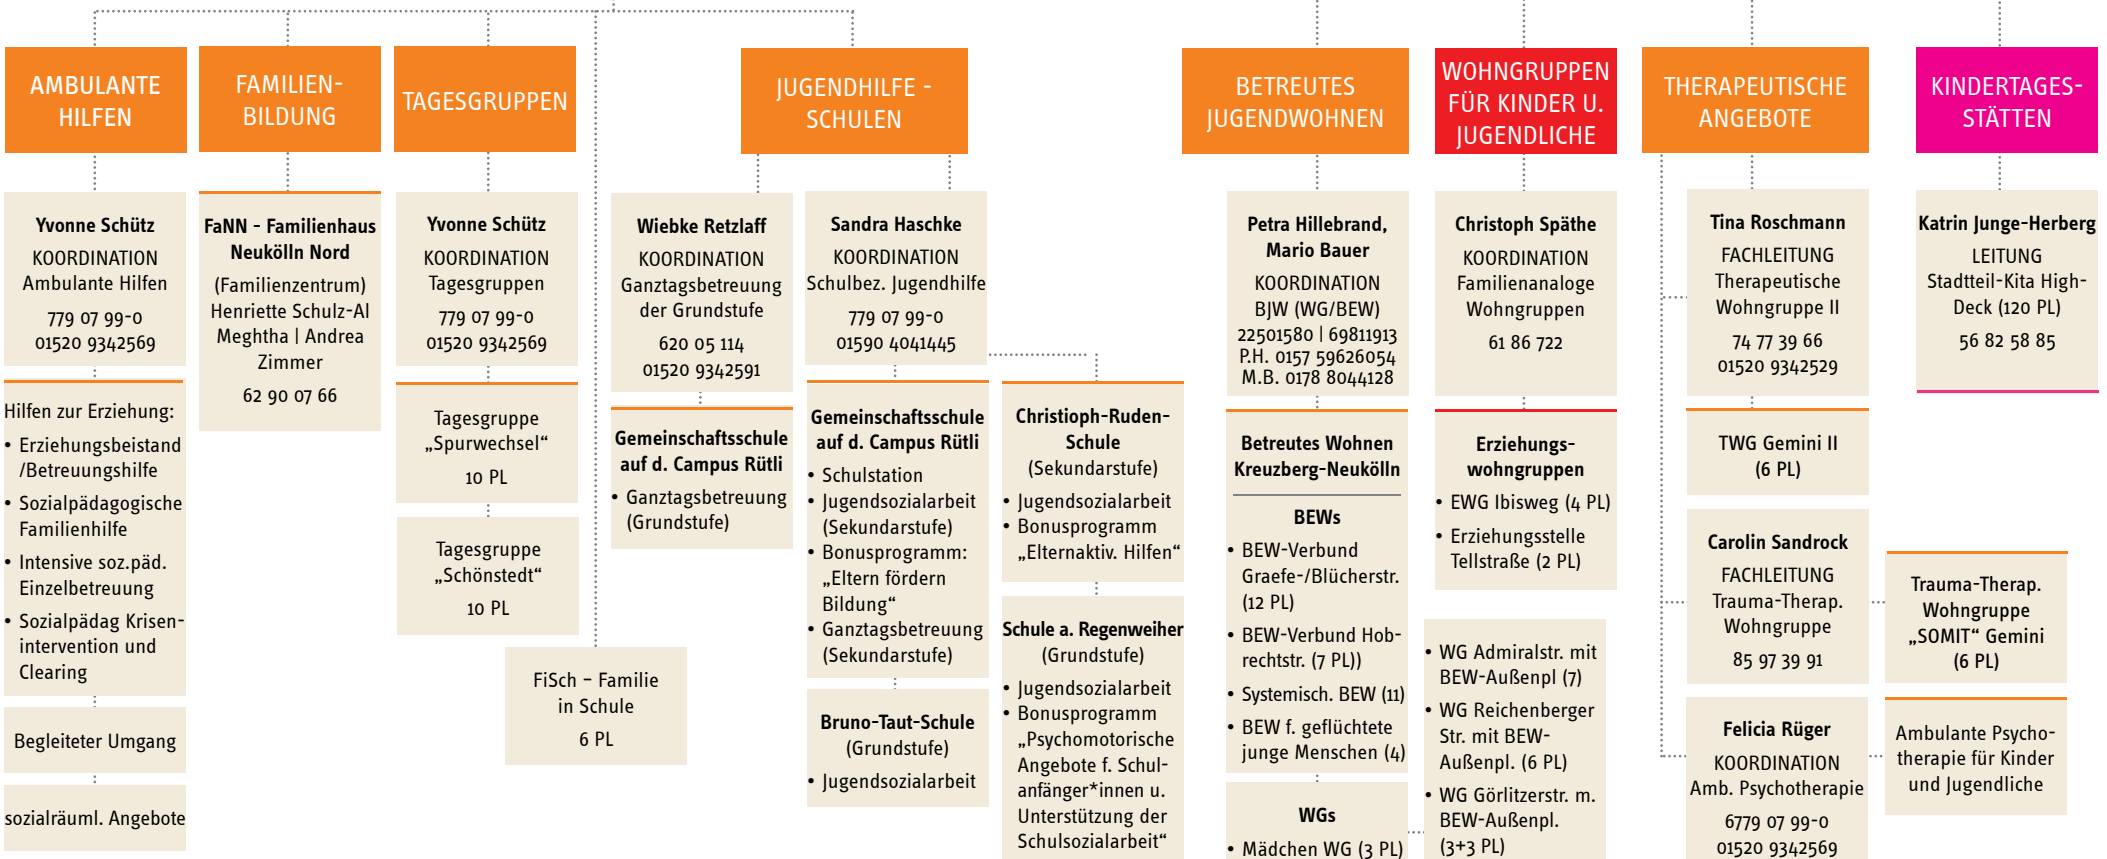 AMBULANTE
HILFEN
Yvonne Schütz
KOORDINATION
Ambulante Hilfen
779 07 99-0
01520 9342569
Hilfen zur Erziehung:
• Erziehungsbeistand
/Betreuungshilfe
• Sozialpädagogische
Familienhilfe
• Intensive soz.päd.
Einzelbetreuung
• Sozialpädag Krisen-
intervention und
Clearing
Begleiteter Umgang
sozialräuml. Angebote
FAMILIEN-
BILDUNG
FaNN - Familienhaus
Neukölln Nord
(Familienzentrum)
Henriette Schulz-Al
Meghtha | Andrea
Zimmer
62 90 07 66
TAGESGRUPPEN
Yvonne Schütz
KOORDINATION
Tagesgruppen
779 07 99-0
01520 9342569
Tagesgruppe
„Spurwechsel“
10 PL
Tagesgruppe
„Schönstedt“
10 PL
FiSch – Familie
in Schule
6 PL
JUGENDHILFE -
SCHULEN
Wiebke Retzlaff
KOORDINATION
Ganztagsbetreuung
der Grundstufe
620 05 114
01520 9342591
Gemeinschaftsschule
auf d. Campus Rütli
• Ganztagsbetreuung
(Grundstufe)
Sandra Haschke
KOORDINATION
Schulbez. Jugendhilfe
779 07 99-0
01590 4041445
Gemeinschaftsschule
auf d. Campus Rütli
• Schulstation
• Jugendsozialarbeit
(Sekundarstufe)
• Bonusprogramm:
„Eltern fördern
Bildung“
• Ganztagsbetreuung
(Sekundarstufe)
Bruno-Taut-Schule
(Grundstufe)
• Jugendsozialarbeit
Christioph-Ruden-
Schule
(Sekundarstufe)
• Jugendsozialarbeit
• Bonusprogramm
„Elternaktiv. Hilfen“
Schule a. Regenweiher
(Grundstufe)
• Jugendsozialarbeit
• Bonusprogramm
„Psychomotorische
Angebote f. Schul-
anfänger*innen u.
Unterstützung der
Schulsozialarbeit“
BETREUTES
JUGENDWOHNEN
Petra Hillebrand,
Mario Bauer
KOORDINATION
BJW (WG/BEW)
22501580 | 69811913
P.H. 0157 59626054
M.B. 0178 8044128
Betreutes Wohnen
Kreuzberg-Neukölln
BEWs
• BEW-Verbund
Graefe-/Blücherstr.
(12 PL)
• BEW-Verbund Hob-
rechtstr. (7 PL))
• Systemisch. BEW (11)
• BEW f. geflüchtete
junge Menschen (4)
WGs
• Mädchen WG (3 PL)
• WG Admiralstr. mit
BEW-Außenpl (7)
• WG Reichenberger
Str. mit BEW-
Außenpl. (6 PL)
• WG Görlitzerstr. m.
BEW-Außenpl.
(3+3 PL)
WOHNGRUPPEN
FÜR KINDER U.
JUGENDLICHE
Christoph Späthe
KOORDINATION
Familienanaloge
Wohngruppen
61 86 722
Erziehungs-
wohngruppen
• EWG Ibisweg (4 PL)
• Erziehungsstelle
Tellstraße (2 PL)
THERAPEUTISCHE
ANGEBOTE
Tina Roschmann
FACHLEITUNG
Therapeutische
Wohngruppe II
74 77 39 66
01520 9342529
TWG Gemini II
(6 PL)
Carolin Sandrock
FACHLEITUNG
Trauma-Therap.
Wohngruppe
85 97 39 91
Trauma-Therap.
Wohngruppe
„SOMIT“ Gemini
(6 PL)
Felicia Rüger
KOORDINATION
Amb. Psychotherapie
6779 07 99-0
01520 9342569
Ambulante Psycho-
therapie für Kinder
und Jugendliche
KINDERTAGES-
STÄTTEN
Katrin Junge-Herberg
LEITUNG
Stadtteil-Kita High-
Deck (120 PL)
56 82 58 85